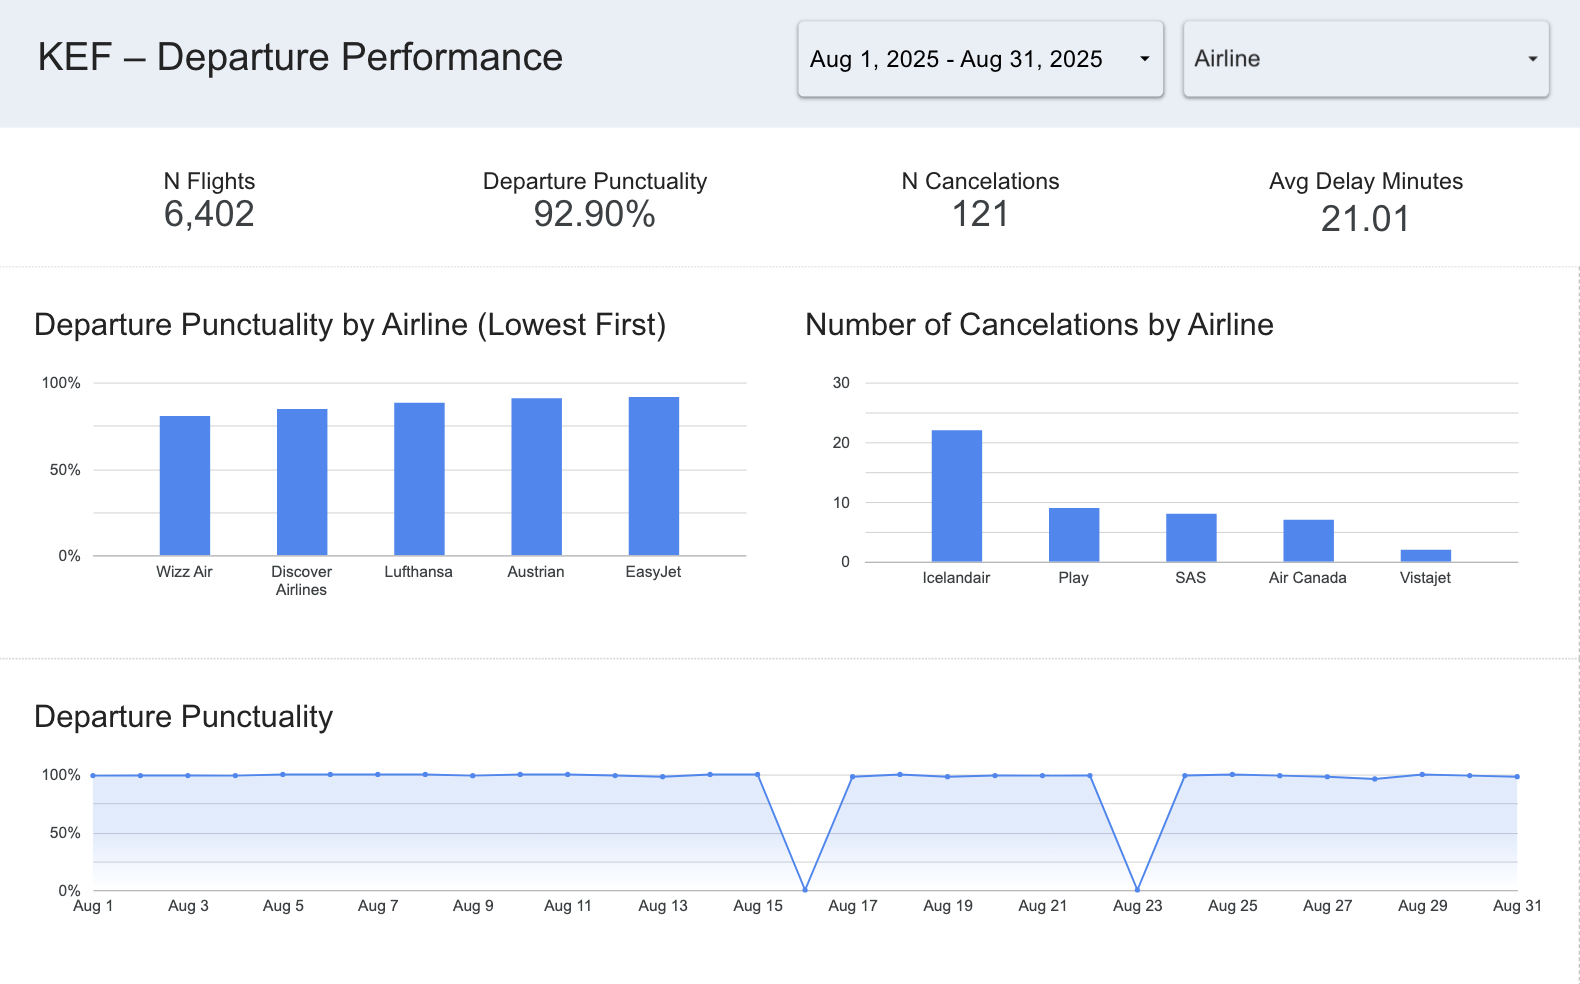 KEF – Departure Performance
Aug 1, 2025 - Aug 31, 2025
Airline
N Flights
6,402
Departure Punctuality
92.90%
N Cancelations
121
Avg Delay Minutes
21.01
Departure Punctuality by Airline (Lowest First)
100%
50%
0%
Wizz Air
Discover
Airlines
Lufthansa
Austrian
EasyJet
Number of Cancelations by Airline
30
20
10
0
Icelandair
Play
SAS
Air Canada
Vistajet
Departure Punctuality
100%
50%
0%
Aug 1
Aug 3
Aug 5
Aug 7
Aug 9
Aug 11
Aug 13
Aug 15
Aug 17
Aug 19
Aug 21
Aug 23
Aug 25
Aug 27
Aug 29
Aug 31